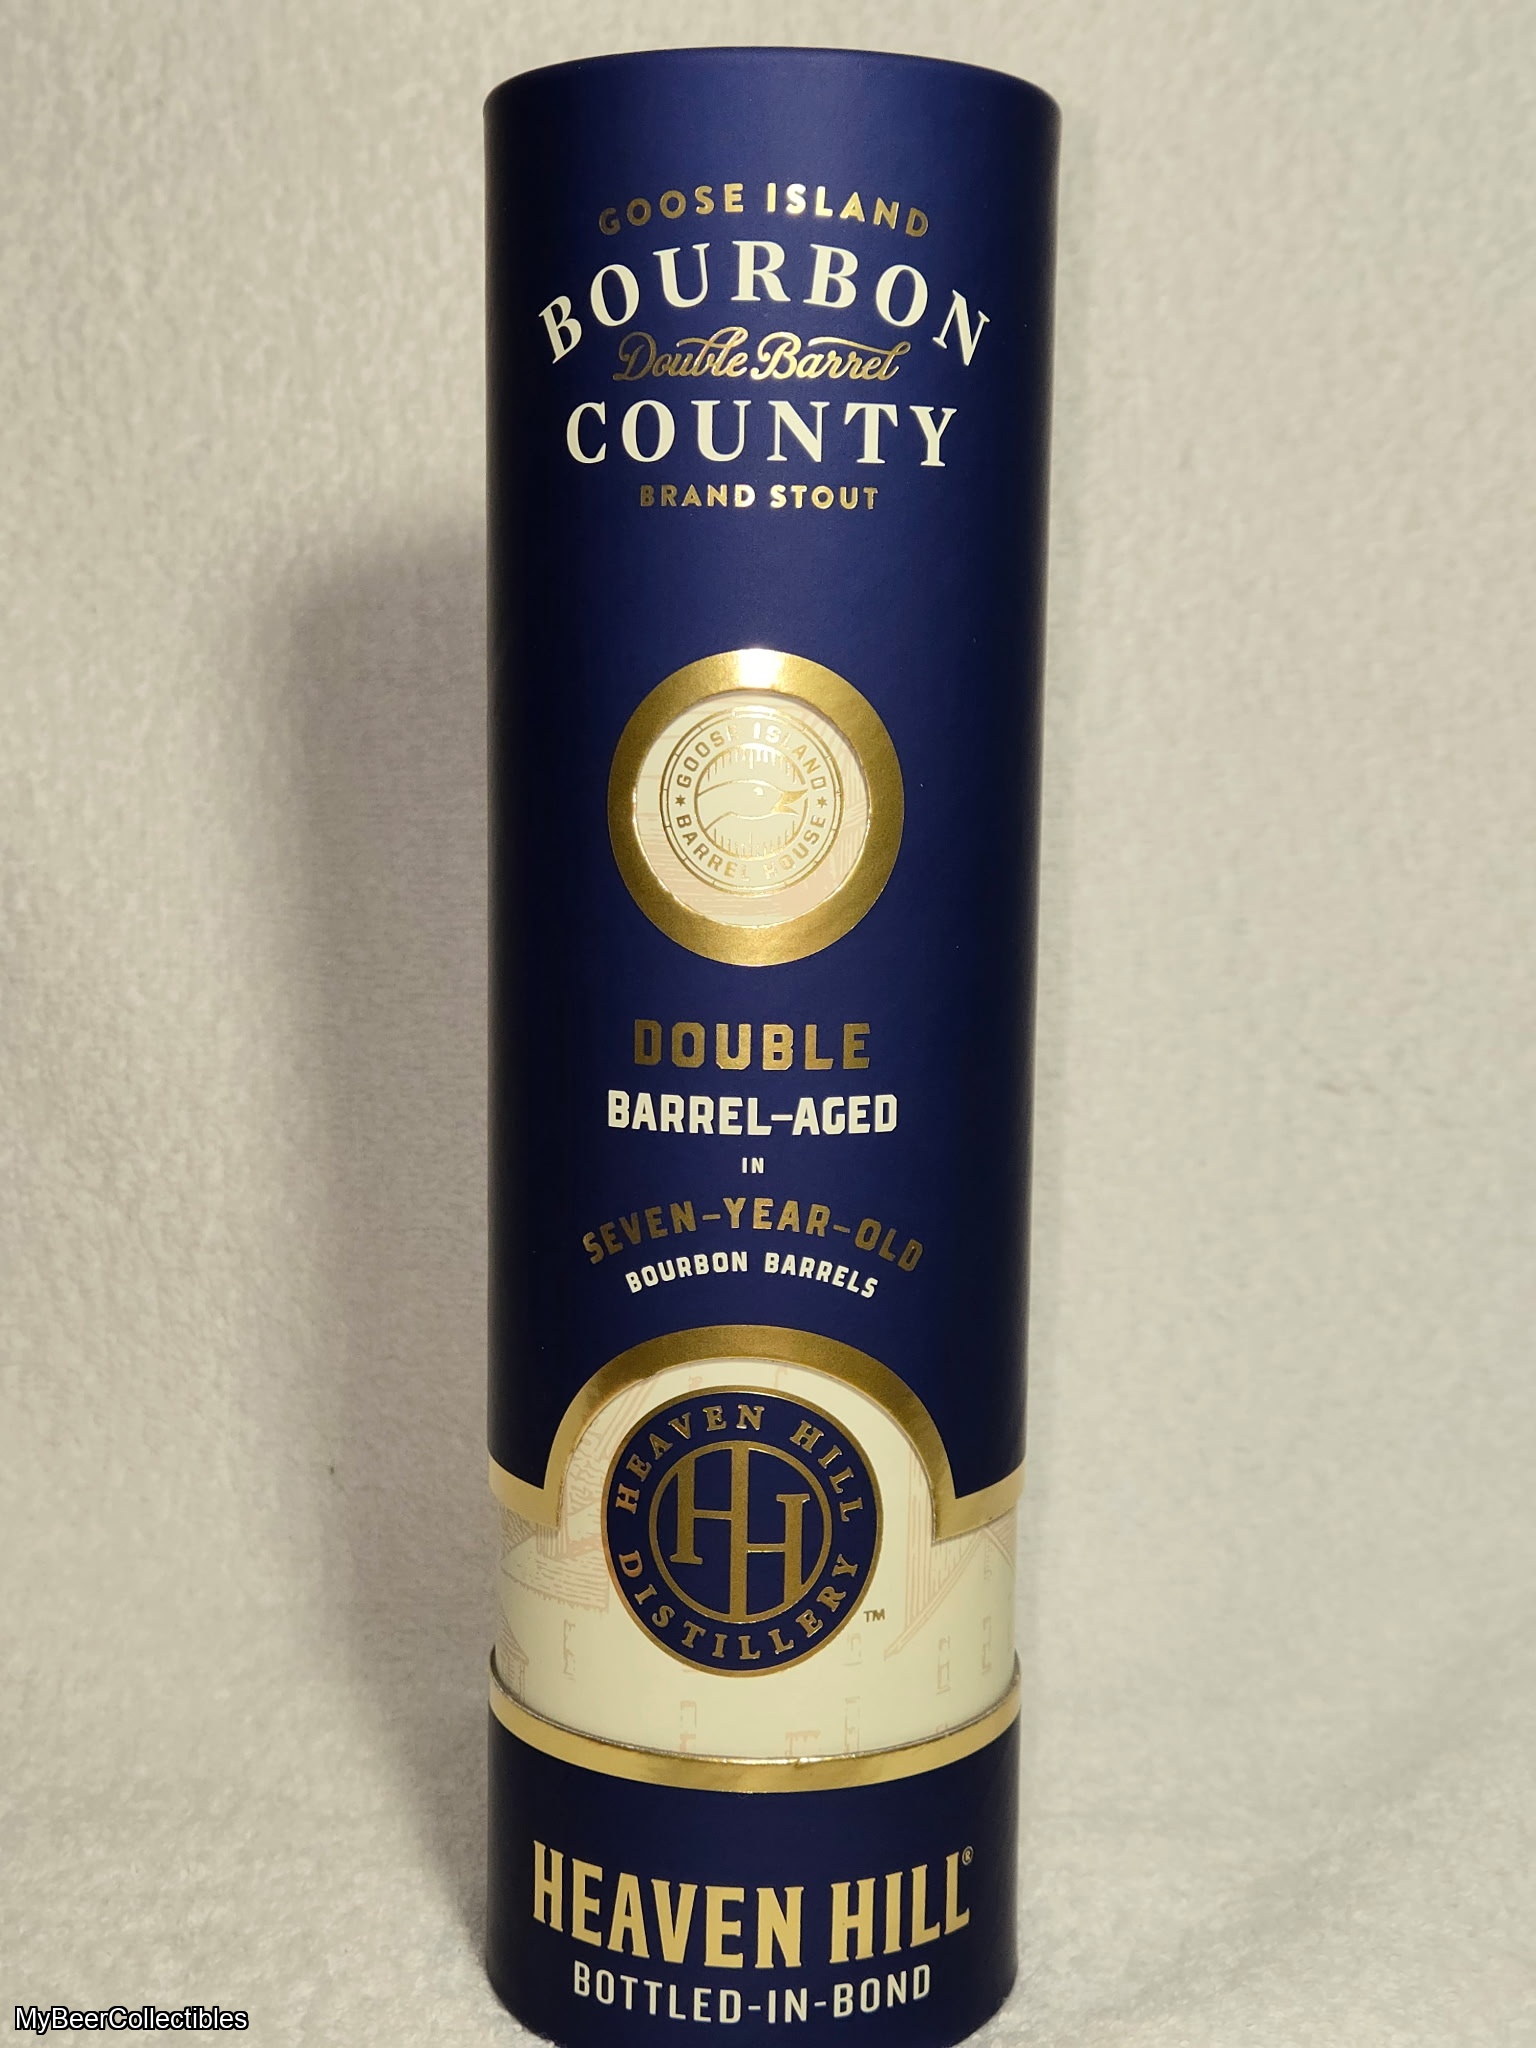 GOOSE ISLAND
BOURBON
Double Barrel
COUNTY
BRAND STOUT
GOOSE ISLAND
BARREL HOUSE
DOUBLE
BARREL-AGED
IN
SEVEN-YEAR-OLD
BOURBON BARRELS
HEAVEN HILL
HH
DISTILLERY
TM
HEAVEN HILL®
BOTTLED-IN-BOND
MyBeerCollectibles